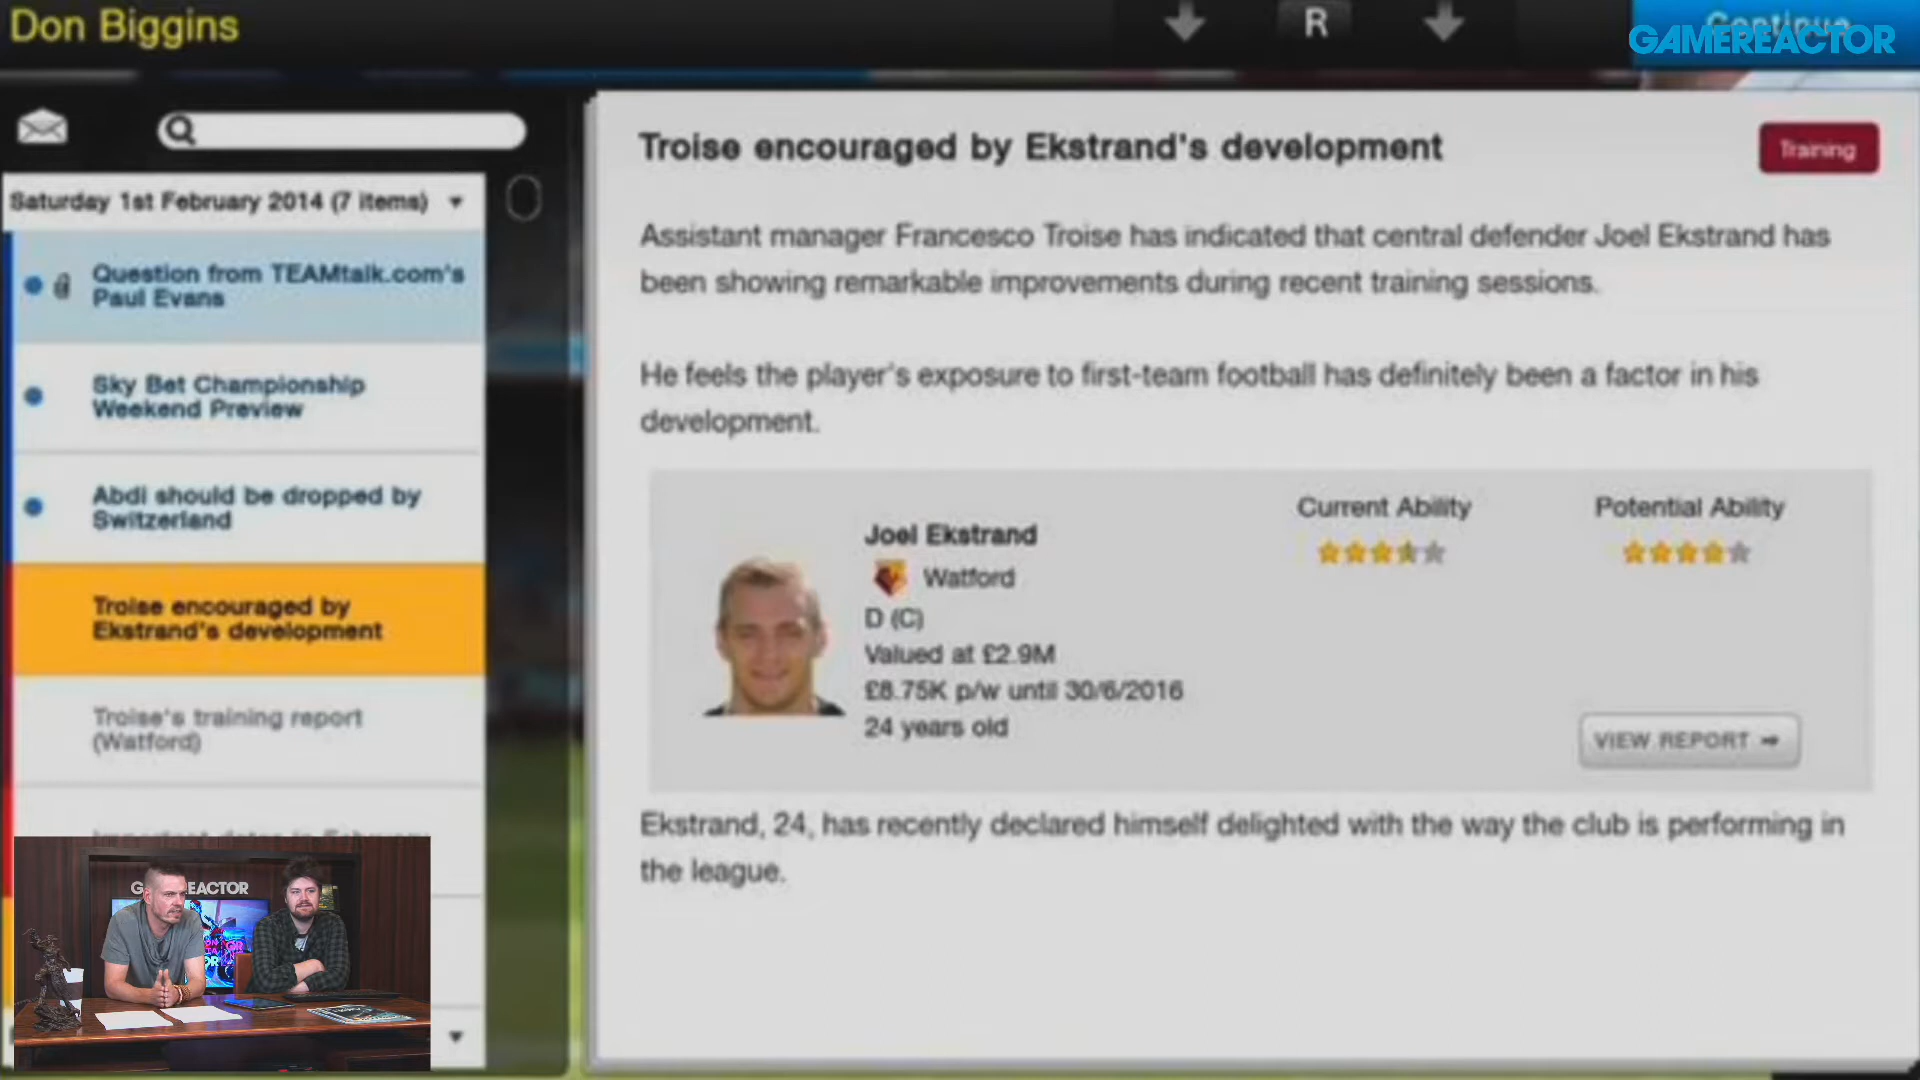 Don Biggins
R
Continue
GAMEREACTOR
Saturday 1st February 2014 (7 items)
Question from TEAMtalk.com's
Paul Evans
Sky Bet Championship
Weekend Preview
Abdi should be dropped by
Switzerland
Troise encouraged by
Ekstrand's development
Troise's training report
(Watford)
Important dates in February
Troise encouraged by Ekstrand's development
Training
Assistant manager Francesco Troise has indicated that central defender Joel Ekstrand has
been showing remarkable improvements during recent training sessions.
He feels the player's exposure to first-team football has definitely been a factor in his
development.
Joel Ekstrand
Watford
D (C)
Valued at £2.9M
£8.75K p/w until 30/6/2016
24 years old
Current Ability
Potential Ability
VIEW REPORT
Ekstrand, 24, has recently declared himself delighted with the way the club is performing in
the league.